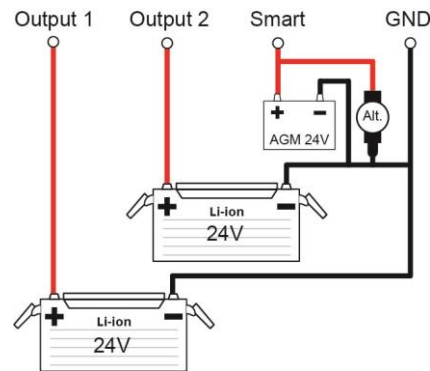 Output 1 Output 2 Smart GND
+ − Alt.
AGM 24V
+ Li-ion −
24V
+ Li-ion −
24V